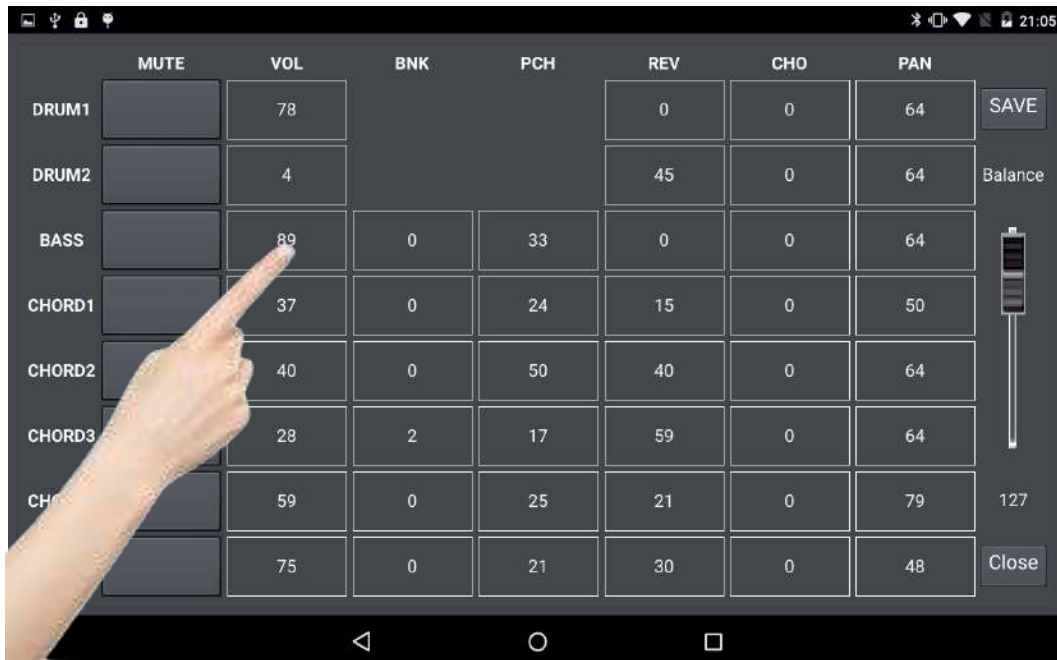 21:05
MUTE VOL BNK PCH REV CHO PAN
DRUM1 78 0 0 64 SAVE
DRUM2 4 45 0 64 Balance
BASS 89 0 33 0 0 64
CHORD1 37 0 24 15 0 50
CHORD2 40 0 50 40 0 64
CHORD3 28 2 17 59 0 64
59 0 25 21 0 79 127
75 0 21 30 0 48 Close